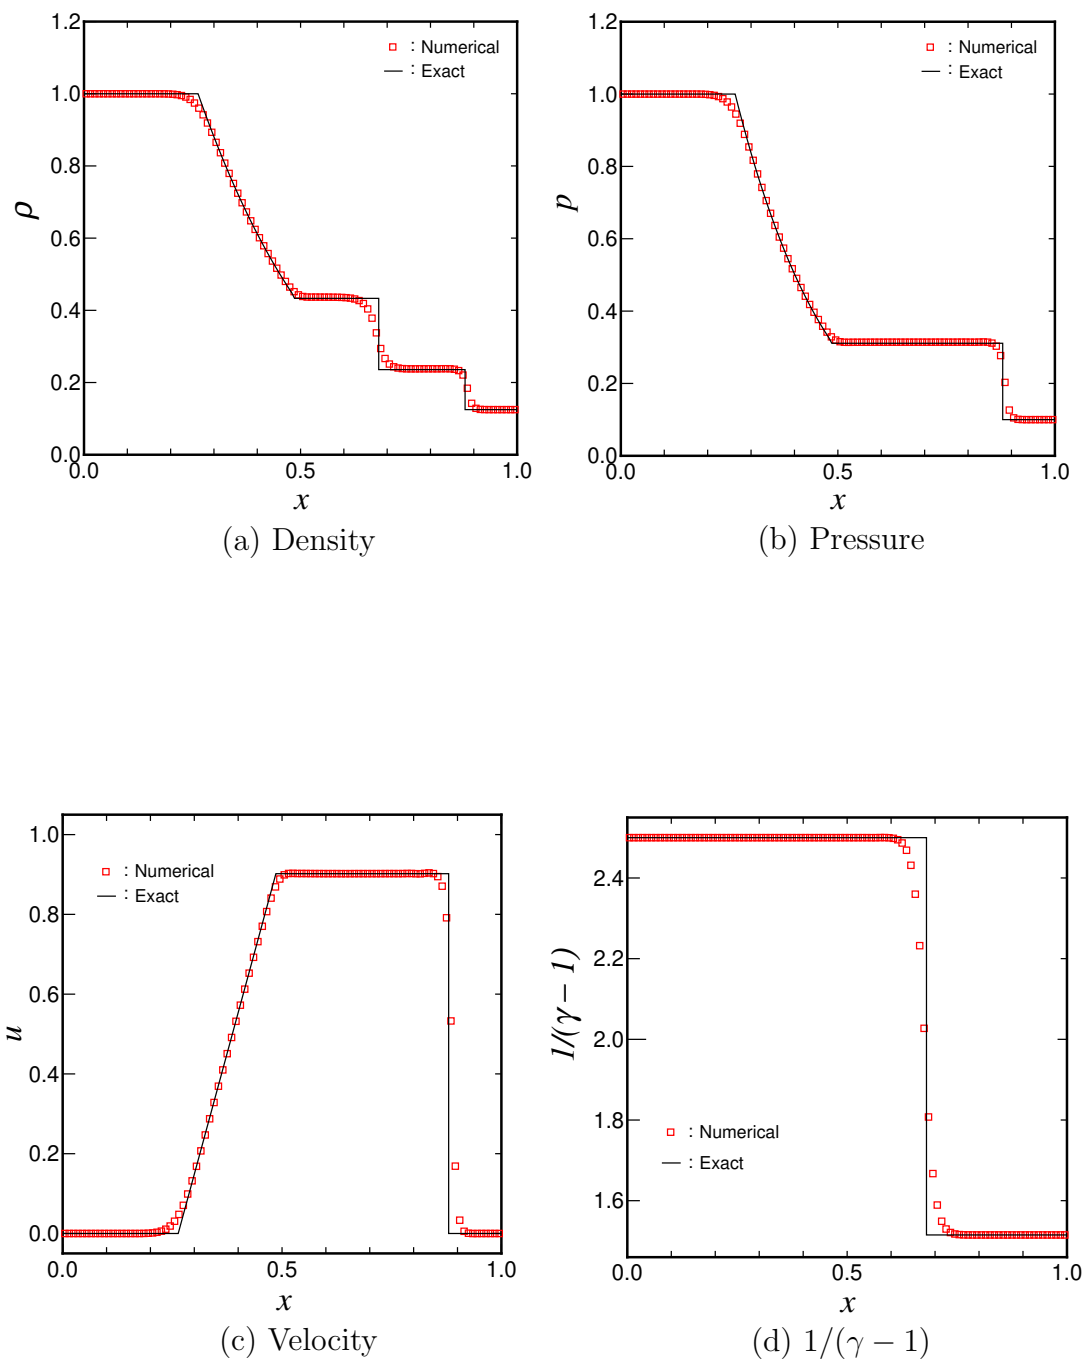 1.2
1.0
0.8
0.6
0.4
0.2
0.0
ρ
: Numerical
: Exact
0.0 0.5 1.0
x
(a) Density
1.2
1.0
0.8
0.6
0.4
0.2
0.0
p
: Numerical
: Exact
0.0 0.5 1.0
x
(b) Pressure
1.0
0.8
0.6
0.4
0.2
0.0
u
: Numerical
: Exact
0.0 0.5 1.0
x
(c) Velocity
2.4
2.2
2.0
1.8
1.6
1/(γ − 1)
: Numerical
: Exact
0.0 0.5 1.0
x
(d) 1/(γ − 1)